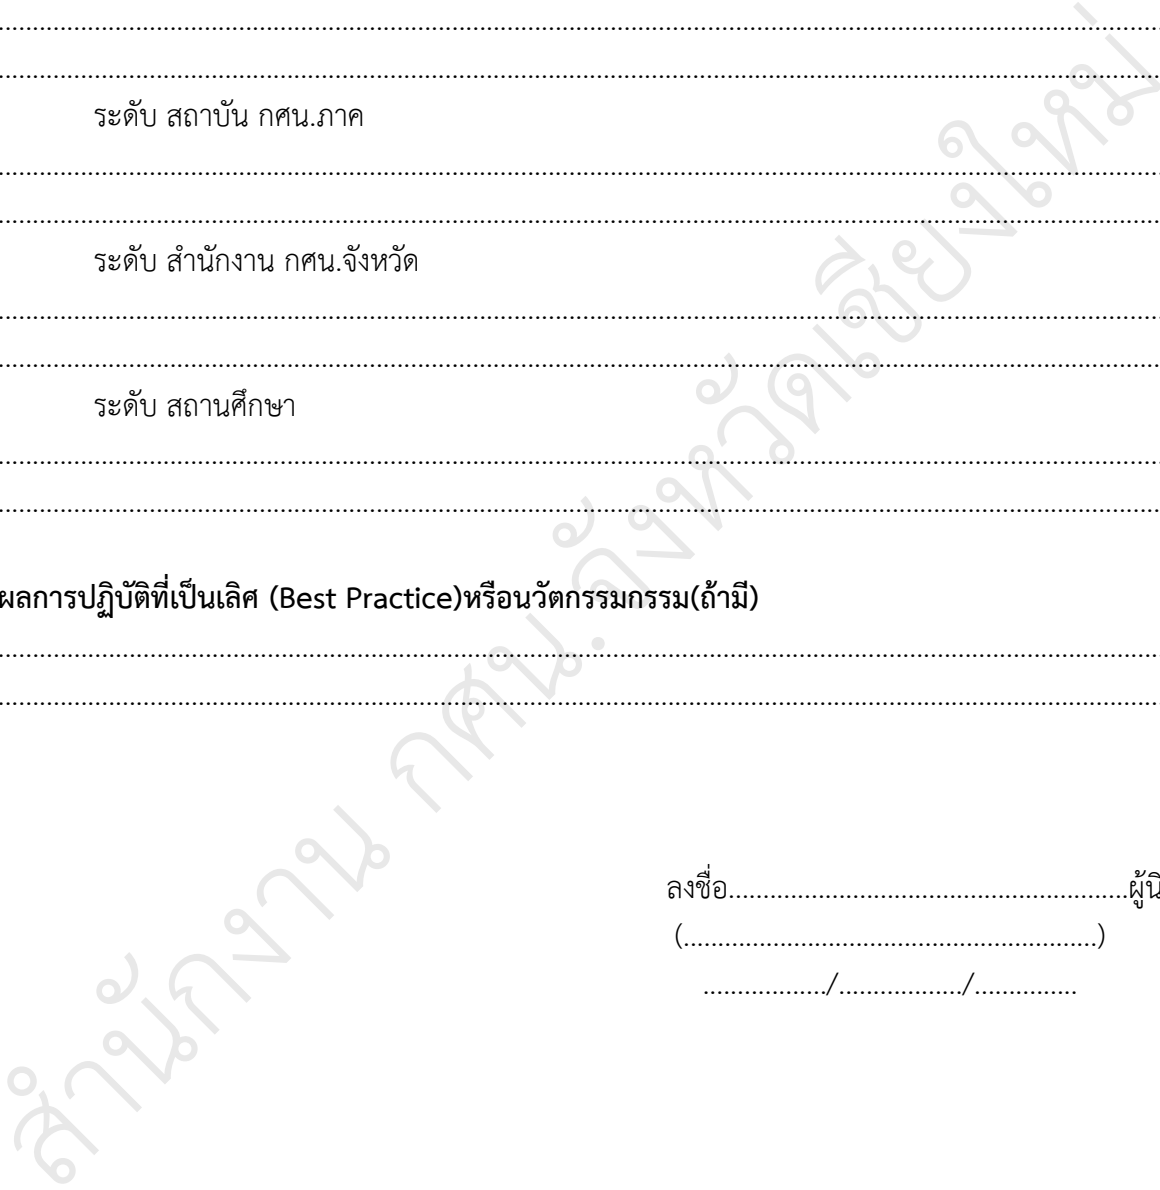 ................................................................................
................................................................................
ระดับ สถาบัน กศน.ภาค
................................................................................
................................................................................
ระดับ สำนักงาน กศน.จังหวัด
................................................................................
................................................................................
ระดับ สถานศึกษา
................................................................................
................................................................................
ผลการปฏิบัติที่เป็นเลิศ (Best Practice)หรือนวัตกรรมกรรม(ถ้ามี)
................................................................................
................................................................................
ลงชื่อ..........................................................ผู้นิ
(............................................................)
................../................../...............
สำนักงาน กศน.จังหวัดเชียงใหม่